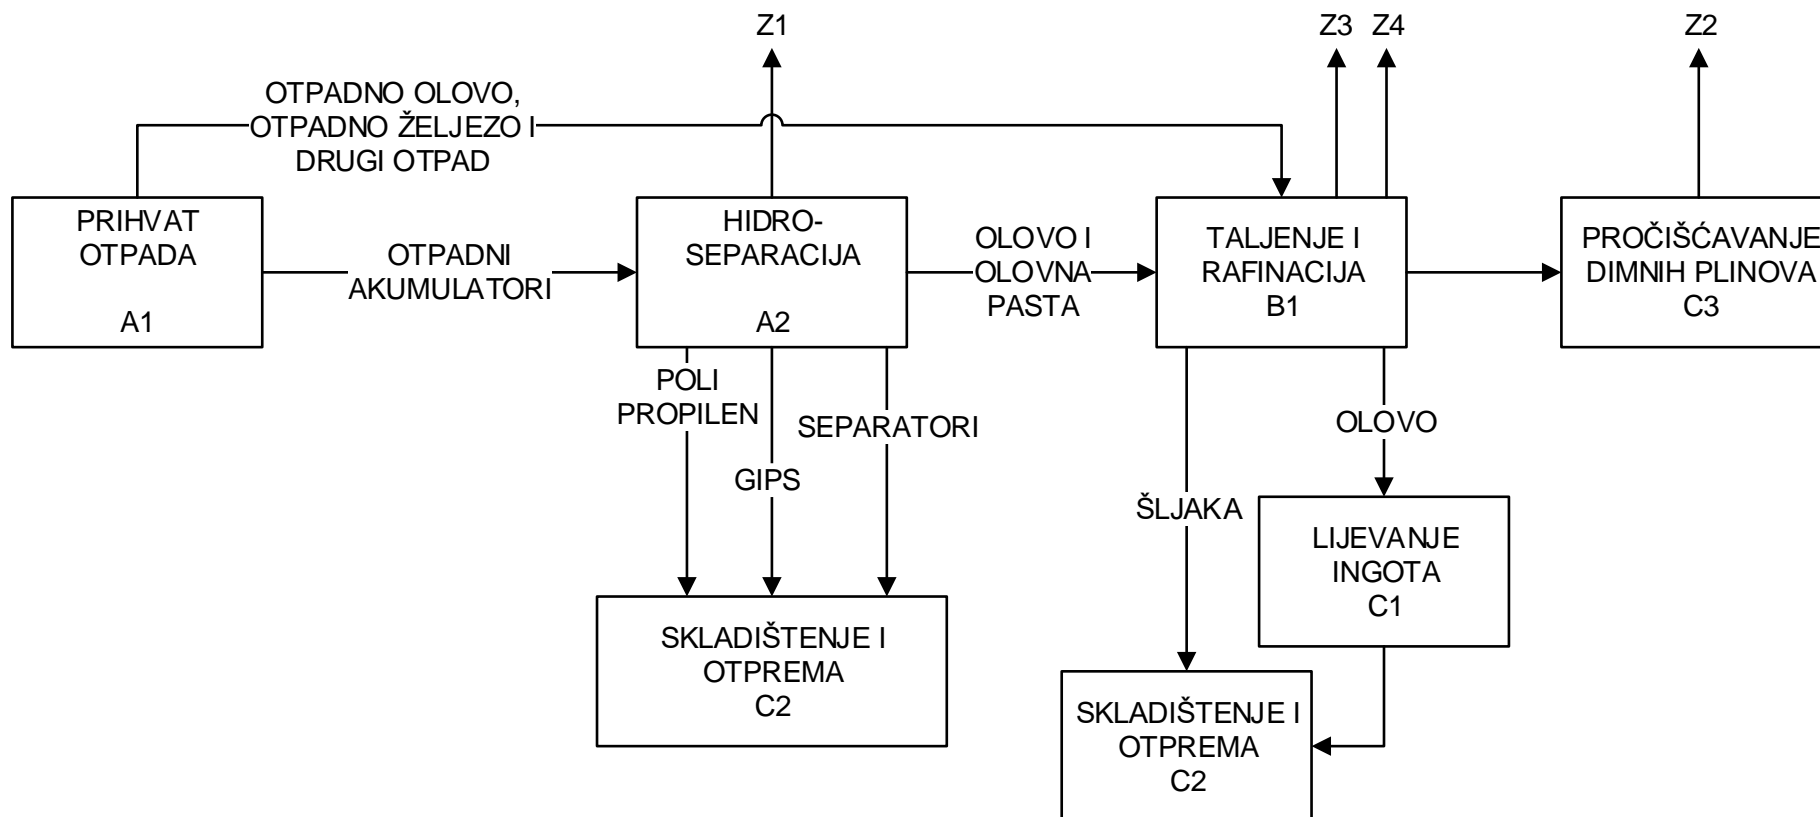 Z1
Z3
Z4
Z2
OTPADNO OLOVO,
OTPADNO ŽELJEZO I
DRUGI OTPAD
PRIHVAT
OTPADA
A1
OTPADNI
AKUMULATORI
HIDRO-
SEPARACIJA
A2
OLOVO I
OLOVNA
PASTA
TALJENJE I
RAFINACIJA
B1
PROČIŠĆAVANJE
DIMNIH PLINOVA
C3
POLI
PROPILEN
GIPS
SEPARATORI
SKLADIŠTENJE I
OTPREMA
C2
ŠLJAKA
OLOVO
LIJEVANJE
INGOTA
C1
SKLADIŠTENJE I
OTPREMA
C2